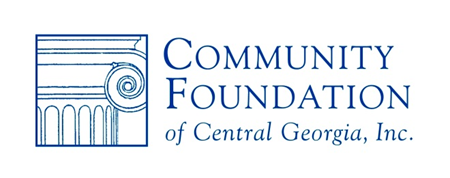 COMMUNITY
FOUNDATION
of Central Georgia, Inc.